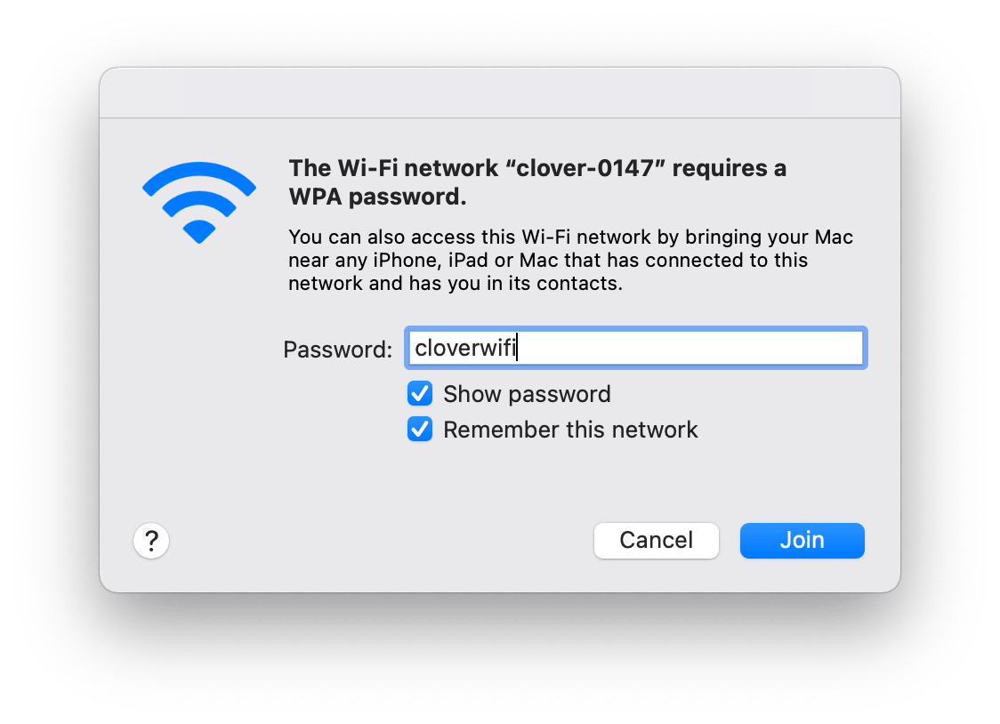 The Wi-Fi network “clover-0147” requires a
WPA password.
You can also access this Wi-Fi network by bringing your Mac
near any iPhone, iPad or Mac that has connected to this
network and has you in its contacts.
Password: cloverwifi
Show password
Remember this network
? Cancel Join